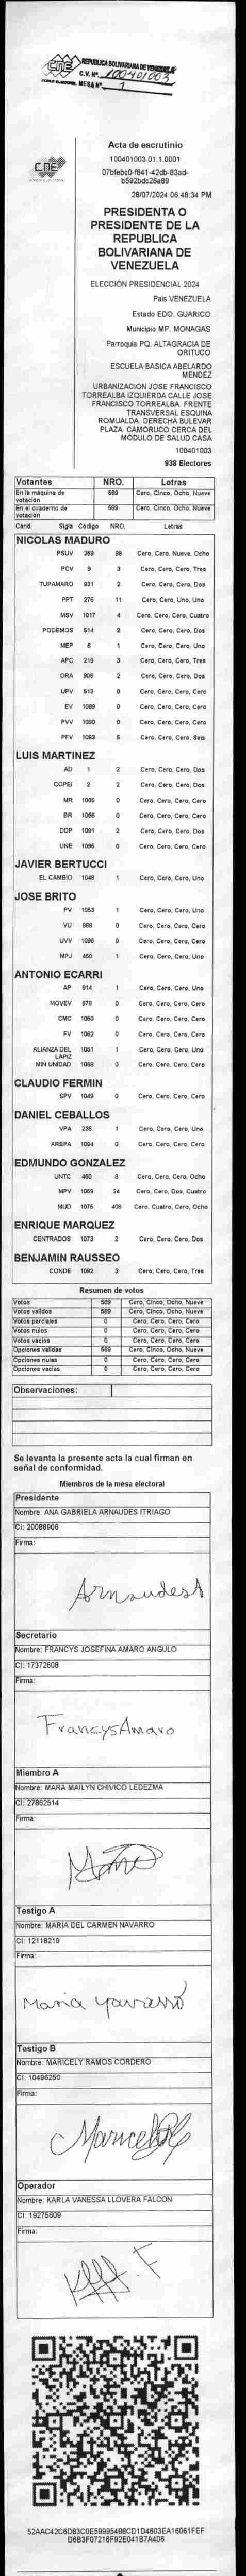 CNE REPUBLICA BOLIVARIANA DE VENEZUELA
C.V. Nº 100401003
MESA Nº 1
CNE
Acta de escrutinio
100401003.01.1.0001
07bfebc0-f841-42db-83ad-
b592bdc26a89
28/07/2024 06:48:34 PM
PRESIDENTA O
PRESIDENTE DE LA
REPUBLICA
BOLIVARIANA DE
VENEZUELA
ELECCIÓN PRESIDENCIAL 2024
Pais VENEZUELA
Estado EDO. GUARICO
Municipio MP. MONAGAS
Parroquia PQ. ALTAGRACIA DE
ORITUCO
ESCUELA BASICA ABELARDO
MENDEZ
URBANIZACION JOSE FRANCISCO
TORREALBA IZQUIERDA CALLE JOSE
FRANCISCO TORREALBA. FRENTE
TRANSVERSAL ESQUINA
ROMUALDA. DERECHA BULEVAR
PLAZA CAMORUCO CERCA DEL
MÓDULO DE SALUD CASA
100401003
938 Electores
Votantes NRO. Letras
En la máquina de votación 589 Cero, Cinco, Ocho, Nueve
En el cuaderno de votación 589 Cero, Cinco, Ocho, Nueve
Cand. Sigla Código NRO. Letras
NICOLAS MADURO
PSUV 269 98 Cero, Cero, Nueve, Ocho
PCV 9 3 Cero, Cero, Cero, Tres
TUPAMARO 931 2 Cero, Cero, Cero, Dos
PPT 275 11 Cero, Cero, Uno, Uno
MSV 1017 4 Cero, Cero, Cero, Cuatro
PODEMOS 514 2 Cero, Cero, Cero, Dos
MEP 6 1 Cero, Cero, Cero, Uno
APC 219 3 Cero, Cero, Cero, Tres
ORA 906 2 Cero, Cero, Cero, Dos
UPV 513 0 Cero, Cero, Cero, Cero
EV 1089 0 Cero, Cero, Cero, Cero
PVV 1090 0 Cero, Cero, Cero, Cero
PFV 1093 6 Cero, Cero, Cero, Seis
LUIS MARTINEZ
AD 1 2 Cero, Cero, Cero, Dos
COPEI 2 2 Cero, Cero, Cero, Dos
MR 1065 0 Cero, Cero, Cero, Cero
BR 1066 0 Cero, Cero, Cero, Cero
DDP 1091 2 Cero, Cero, Cero, Dos
UNE 1095 0 Cero, Cero, Cero, Cero
JAVIER BERTUCCI
EL CAMBIO 1048 1 Cero, Cero, Cero, Uno
JOSE BRITO
PV 1053 1 Cero, Cero, Cero, Uno
VU 989 0 Cero, Cero, Cero, Cero
UVV 1096 0 Cero, Cero, Cero, Cero
MPJ 458 1 Cero, Cero, Cero, Uno
ANTONIO ECARRI
AP 914 1 Cero, Cero, Cero, Uno
MOVEV 979 0 Cero, Cero, Cero, Cero
CMC 1050 0 Cero, Cero, Cero, Cero
FV 1062 0 Cero, Cero, Cero, Cero
ALIANZA DEL LAPIZ 1051 1 Cero, Cero, Cero, Uno
MIN UNIDAD 1068 0 Cero, Cero, Cero, Cero
CLAUDIO FERMIN
SPV 1049 0 Cero, Cero, Cero, Cero
DANIEL CEBALLOS
VPA 236 1 Cero, Cero, Cero, Uno
AREPA 1094 0 Cero, Cero, Cero, Cero
EDMUNDO GONZALEZ
UNTC 460 8 Cero, Cero, Cero, Ocho
MPV 1069 24 Cero, Cero, Dos, Cuatro
MUD 1075 408 Cero, Cuatro, Cero, Ocho
ENRIQUE MARQUEZ
CENTRADOS 1073 2 Cero, Cero, Cero, Dos
BENJAMIN RAUSSEO
CONDE 1092 3 Cero, Cero, Cero, Tres
Resumen de votos
Votos 589 Cero, Cinco, Ocho, Nueve
Votos validos 589 Cero, Cinco, Ocho, Nueve
Votos parciales 0 Cero, Cero, Cero, Cero
Votos nulos 0 Cero, Cero, Cero, Cero
Votos vacios 0 Cero, Cero, Cero, Cero
Opciones validas 589 Cero, Cinco, Ocho, Nueve
Opciones nulas 0 Cero, Cero, Cero, Cero
Opciones vacias 0 Cero, Cero, Cero, Cero
Observaciones:
Se levanta la presente acta la cual firman en
señal de conformidad.
Miembros de la mesa electoral
Presidente
Nombre: ANA GABRIELA ARNAUDES ITRIAGO
CI: 20088906
Firma:
ArnaudesA
Secretario
Nombre: FRANCYS JOSEFINA AMARO ANGULO
CI: 17372608
Firma:
FrancysAmaro
Miembro A
Nombre: MARA MAILYN CHIVICO LEDEZMA
CI: 27862514
Firma:
Testigo A
Nombre: MARIA DEL CARMEN NAVARRO
CI: 12118219
Firma:
Maria Navarro
Testigo B
Nombre: MARICELY RAMOS CORDERO
CI: 10496250
Firma:
Maricely
Operador
Nombre: KARLA VANESSA LLOVERA FALCON
CI: 19275609
Firma:
52AAC42C6D83C0E59995488CD1D4603EA16061FEF
D6B3F07216F92E041B7A406